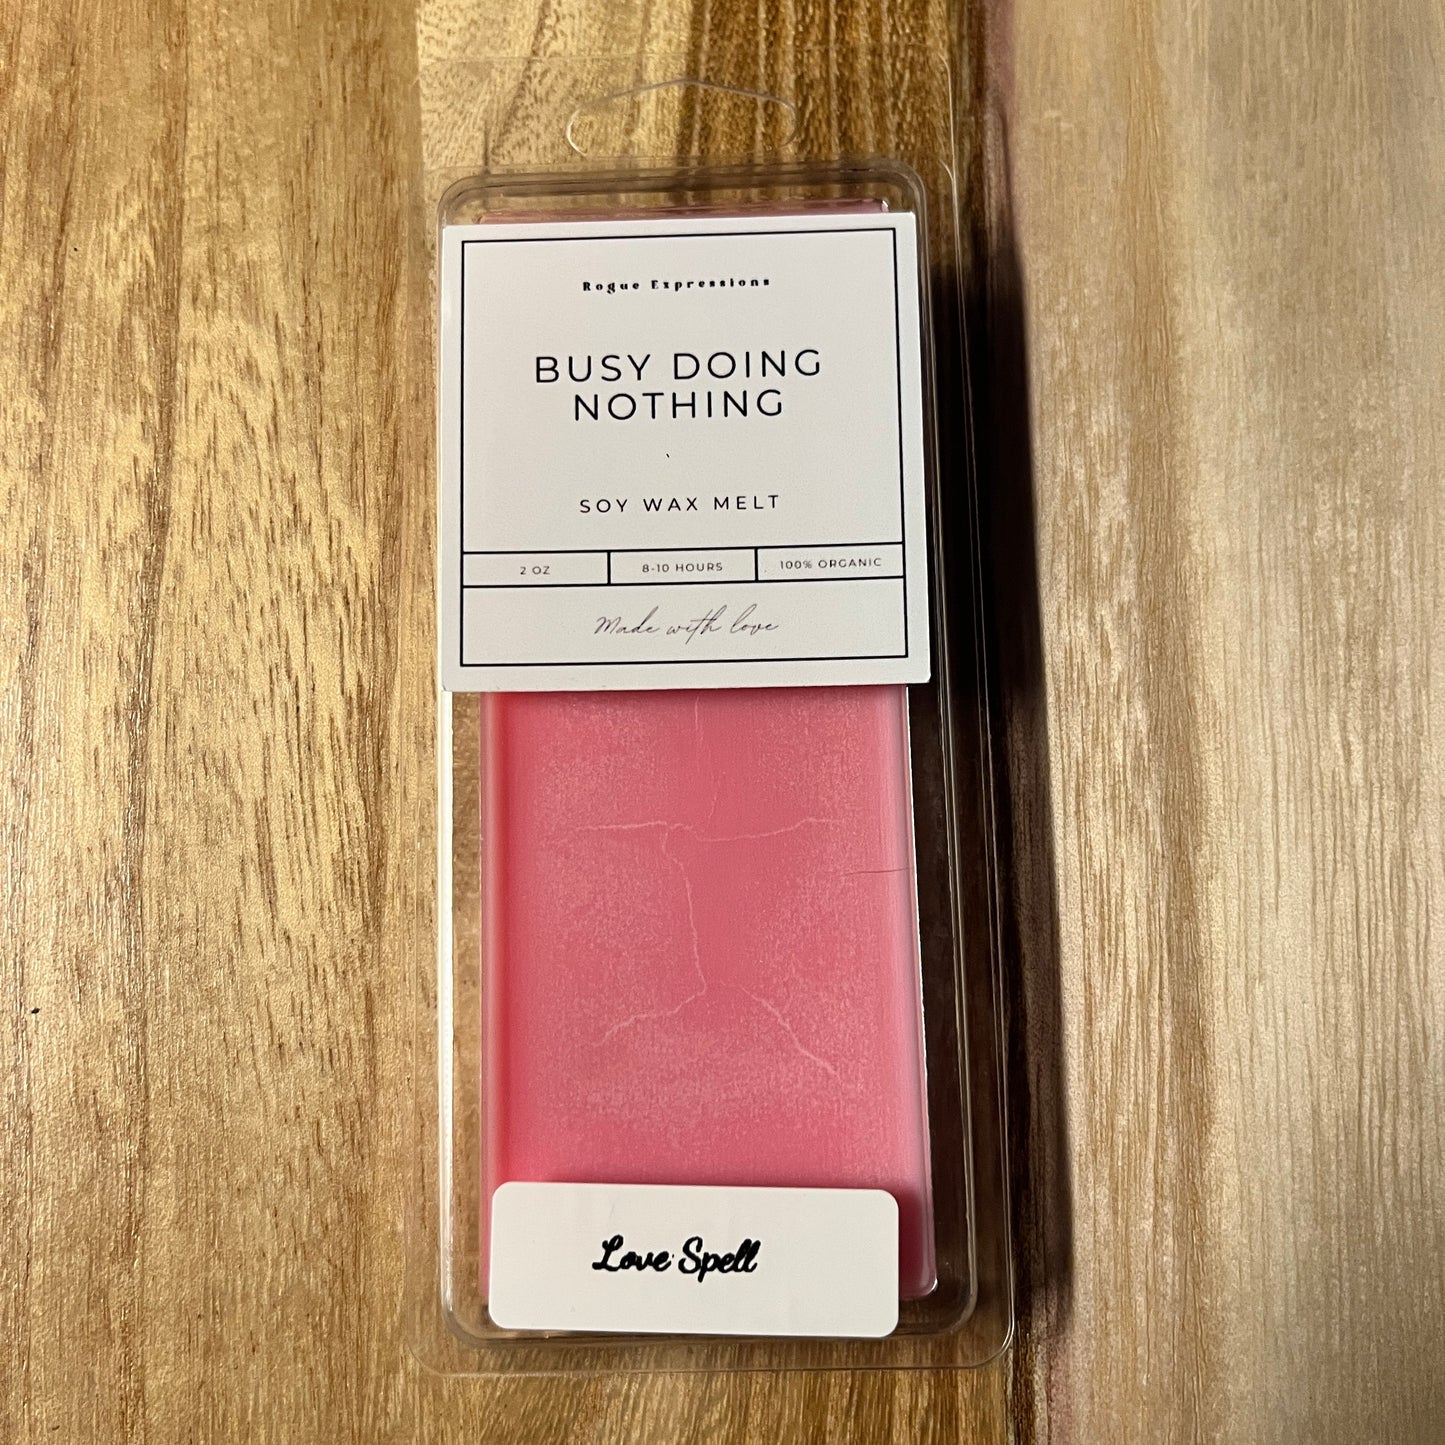 Rogue Expressions
BUSY DOING
NOTHING
SOY WAX MELT
2 OZ
8-10 HOURS
100% ORGANIC
Made with love
Love Spell